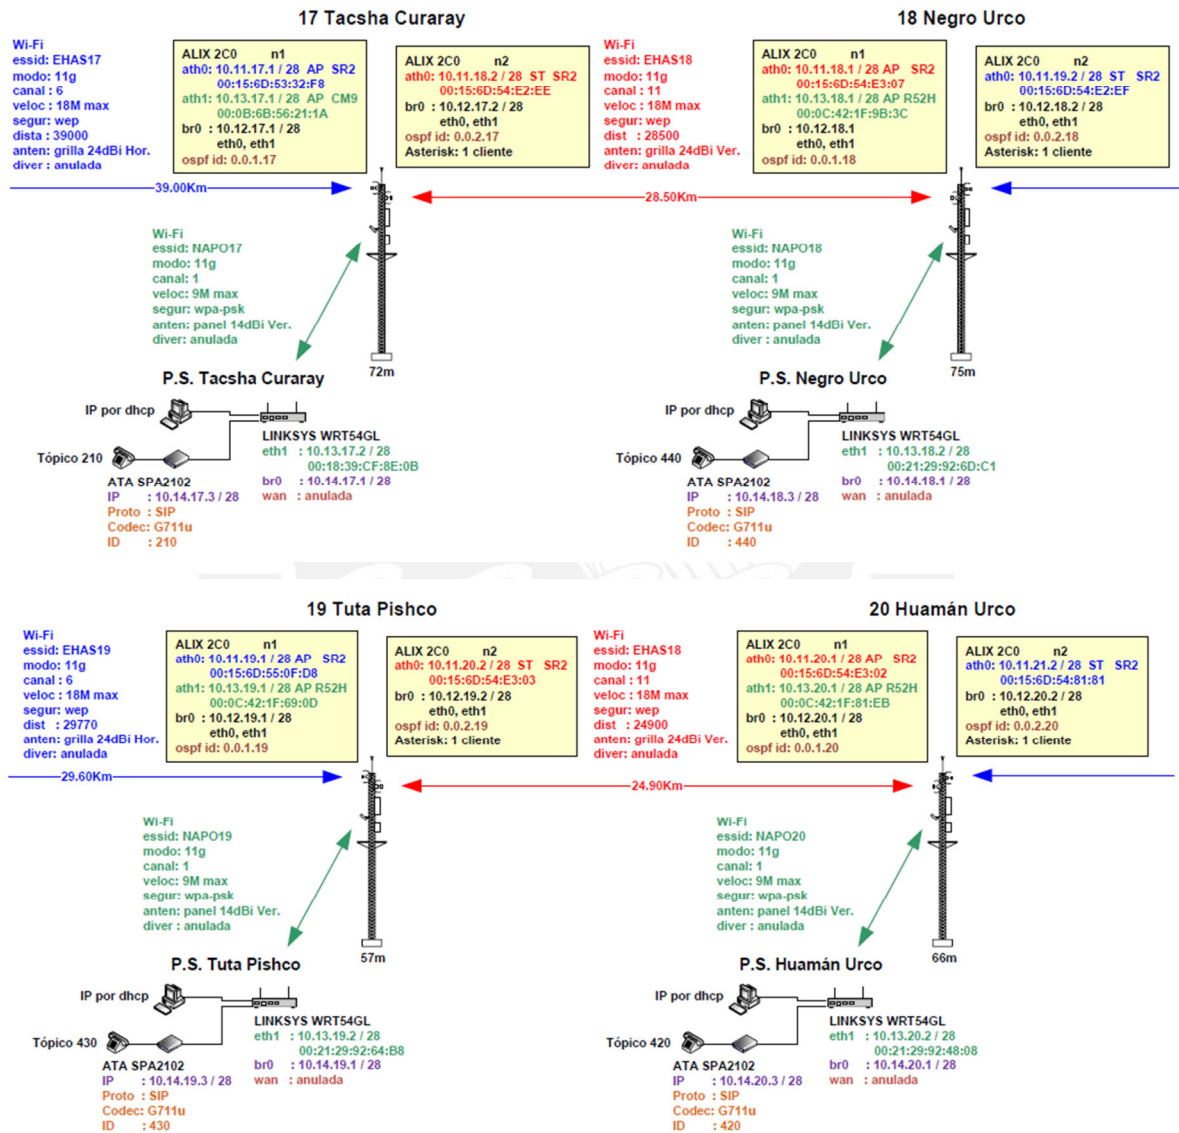 17 Tacsha Curaray
18 Negro Urco
Wi-Fi
essid: EHAS17
modo: 11g
canal : 6
veloc : 18M max
segur: wep
dista : 39000
anten: grilla 24dBi Hor.
diver : anulada
ALIX 2C0 n1
ath0: 10.11.17.1 / 28 AP SR2
00:15:6D:53:32:F8
ath1: 10.13.17.1 / 28 AP CM9
00:0B:6B:56:21:1A
br0 : 10.12.17.1 / 28
eth0, eth1
ospf id: 0.0.1.17
ALIX 2C0 n2
ath0: 10.11.18.2 / 28 ST SR2
00:15:6D:54:E2:EE
br0 : 10.12.17.2 / 28
eth0, eth1
ospf id: 0.0.2.17
Asterisk: 1 cliente
Wi-Fi
essid: EHAS18
modo: 11g
canal : 11
veloc : 18M max
segur: wep
dist : 28500
anten: grilla 24dBi Ver.
diver: anulada
ALIX 2C0 n1
ath0: 10.11.18.1 / 28 AP SR2
00:15:6D:54:E3:07
ath1: 10.13.18.1 / 28 AP R52H
00:0C:42:1F:9B:3C
br0 : 10.12.18.1
eth0, eth1
ospf id: 0.0.1.18
ALIX 2C0 n2
ath0: 10.11.19.2 / 28 ST SR2
00:15:6D:54:E2:EF
br0 : 10.12.18.2 / 28
eth0, eth1
ospf id: 0.0.2.18
Asterisk: 1 cliente
39.00Km
28.50Km
Wi-Fi
essid: NAPO17
modo: 11g
canal: 1
veloc: 9M max
segur: wpa-psk
anten: panel 14dBi Ver.
diver: anulada
72m
Wi-Fi
essid: NAPO18
modo: 11g
canal: 1
veloc: 9M max
segur: wpa-psk
anten: panel 14dBi Ver.
diver: anulada
75m
P.S. Tacsha Curaray
IP por dhcp
LINKSYS WRT54GL
eth1 : 10.13.17.2 / 28
00:18:39:CF:8E:0B
br0 : 10.14.17.1 / 28
wan : anulada
Tópico 210
ATA SPA2102
IP : 10.14.17.3 / 28
Proto : SIP
Codec: G711u
ID : 210
P.S. Negro Urco
IP por dhcp
LINKSYS WRT54GL
eth1 : 10.13.18.2 / 28
00:21:29:92:6D:C1
br0 : 10.14.18.1 / 28
wan : anulada
Tópico 440
ATA SPA2102
IP : 10.14.18.3 / 28
Proto : SIP
Codec: G711u
ID : 440
19 Tuta Pishco
20 Huamán Urco
Wi-Fi
essid: EHAS19
modo: 11g
canal : 6
veloc : 18M max
segur: wep
dist : 29770
anten: grilla 24dBi Hor.
diver: anulada
ALIX 2C0 n1
ath0: 10.11.19.1 / 28 AP SR2
00:15:6D:55:0F:D8
ath1: 10.13.19.1 / 28 AP R52H
00:0C:42:1F:69:0D
br0 : 10.12.19.1 / 28
eth0, eth1
ospf id: 0.0.1.19
ALIX 2C0 n2
ath0: 10.11.20.2 / 28 ST SR2
00:15:6D:54:E3:03
br0 : 10.12.19.2 / 28
eth0, eth1
ospf id: 0.0.2.19
Asterisk: 1 cliente
Wi-Fi
essid: EHAS18
modo: 11g
canal : 11
veloc : 18M max
segur: wep
dist : 24900
anten: grilla 24dBi Ver.
diver: anulada
ALIX 2C0 n1
ath0: 10.11.20.1 / 28 AP SR2
00:15:6D:54:E3:02
ath1: 10.13.20.1 / 28 AP R52H
00:0C:42:1F:81:EB
br0 : 10.12.20.1 / 28
eth0, eth1
ospf id: 0.0.1.20
ALIX 2C0 n2
ath0: 10.11.21.2 / 28 ST SR2
00:15:6D:54:81:81
br0 : 10.12.20.2 / 28
eth0, eth1
ospf id: 0.0.2.20
Asterisk: 1 cliente
29.60Km
24.90Km
Wi-Fi
essid: NAPO19
modo: 11g
canal: 1
veloc: 9M max
segur: wpa-psk
anten: panel 14dBi Ver.
diver : anulada
57m
Wi-Fi
essid: NAPO20
modo: 11g
canal: 1
veloc: 9M max
segur: wpa-psk
anten: panel 14dBi Ver.
diver : anulada
66m
P.S. Tuta Pishco
IP por dhcp
LINKSYS WRT54GL
eth1 : 10.13.19.2 / 28
00:21:29:92:64:B8
br0 : 10.14.19.1 / 28
wan : anulada
Tópico 430
ATA SPA2102
IP : 10.14.19.3 / 28
Proto : SIP
Codec: G711u
ID : 430
P.S. Huamán Urco
IP por dhcp
LINKSYS WRT54GL
eth1 : 10.13.20.2 / 28
00:21:29:92:48:08
br0 : 10.14.20.1 / 28
wan : anulada
Tópico 420
ATA SPA2102
IP : 10.14.20.3 / 28
Proto : SIP
Codec: G711u
ID : 420